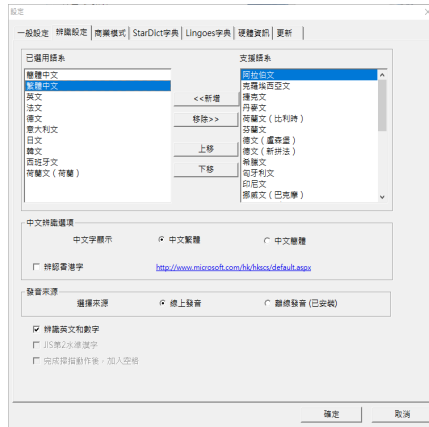 設定
一般設定 辨識設定 商業模式 StarDict字典 Lingoes字典 硬體資訊 更新
已選用語系
支援語系
簡體中文
繁體中文
英文
法文
德文
意大利文
日文
韓文
西班牙文
荷蘭文 ( 荷蘭 )
<<新增
移除>>
上移
下移
阿拉伯文
克羅埃西亞文
捷克文
丹麥文
荷蘭文 ( 比利時 )
芬蘭文
德文 ( 盧森堡 )
德文 ( 新拼法 )
希臘文
匈牙利文
印尼文
挪威文 ( 巴克摩 )
中文辨識選項
中文字顯示 中文繁體 中文簡體
辨認香港字 http://www.microsoft.com/hk/hkscs/default.aspx
發音來源
選擇來源 線上發音 離線發音 (已安裝)
辨識英文和數字
JIS第2水準漢字
完成掃描動作後，加入空格
確定 取消